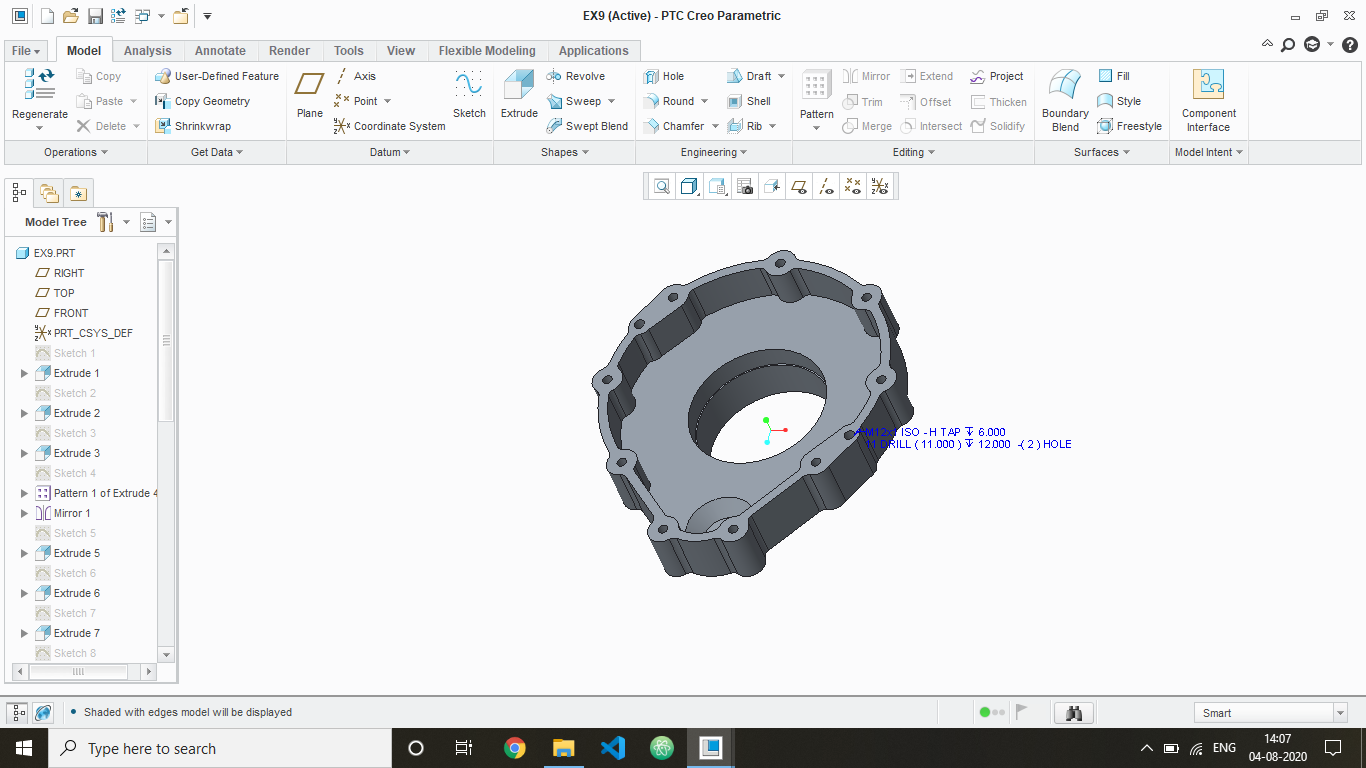 EX9 (Active) - PTC Creo Parametric
File Model Analysis Annotate Render Tools View Flexible Modeling Applications
Regenerate
Copy
Paste
Delete
Operations
User-Defined Feature
Copy Geometry
Shrinkwrap
Get Data
Plane
Axis
Point
Coordinate System
Sketch
Datum
Extrude
Revolve
Sweep
Swept Blend
Shapes
Hole
Round
Chamfer
Draft
Shell
Rib
Engineering
Pattern
Mirror
Trim
Merge
Extend
Offset
Intersect
Project
Thicken
Solidify
Editing
Boundary
Blend
Fill
Style
Freestyle
Surfaces
Component
Interface
Model Intent
Model Tree
EX9.PRT
RIGHT
TOP
FRONT
PRT_CSYS_DEF
Sketch 1
Extrude 1
Sketch 2
Extrude 2
Sketch 3
Extrude 3
Sketch 4
Pattern 1 of Extrude 4
Mirror 1
Sketch 5
Extrude 5
Sketch 6
Extrude 6
Sketch 7
Extrude 7
Sketch 8
ISO - H TAP ↧ 6.000
DRILL ( 11.000 ) ↧ 12.000 -( 2 ) HOLE
Shaded with edges model will be displayed
Smart
Type here to search
ENG
14:07
04-08-2020